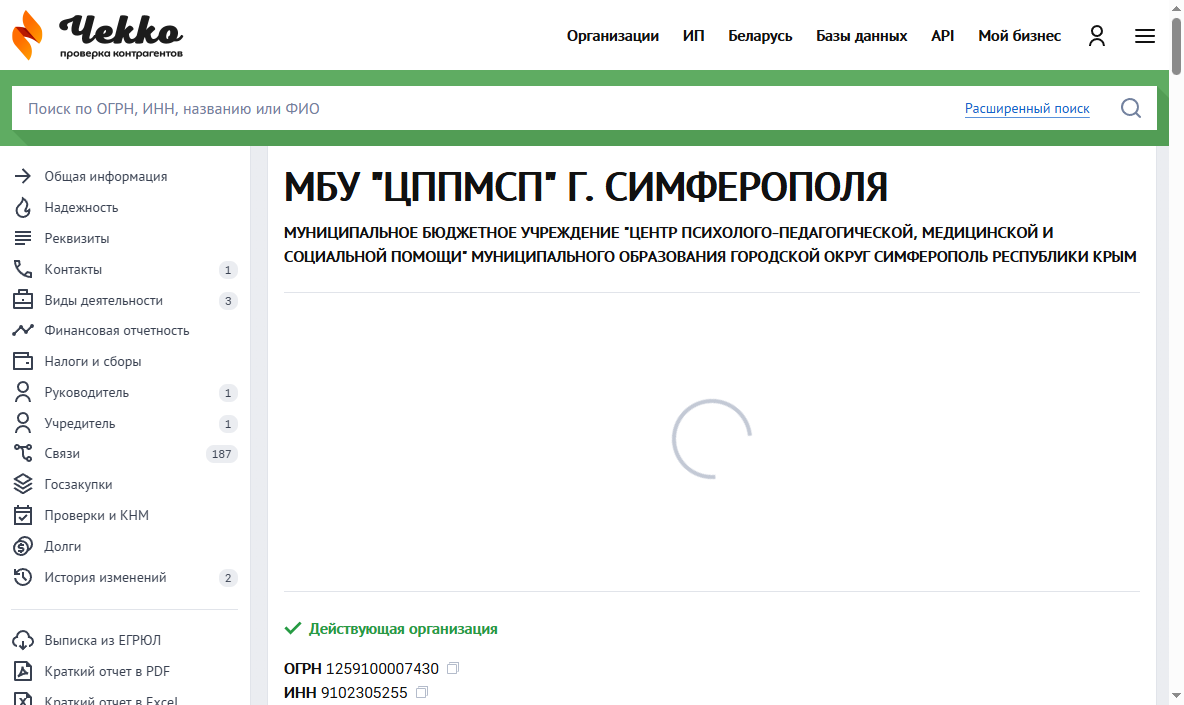 Чекко
проверка контрагентов
Организации ИП Беларусь Базы данных API Мой бизнес
Поиск по ОГРН, ИНН, названию или ФИО Расширенный поиск
Общая информация
Надежность
Реквизиты
Контакты 1
Виды деятельности 3
Финансовая отчетность
Налоги и сборы
Руководитель 1
Учредитель 1
Связи 187
Госзакупки
Проверки и КНМ
Долги
История изменений 2
Выписка из ЕГРЮЛ
Краткий отчет в PDF
Краткий отчет в Excel
МБУ "ЦППМСП" Г. СИМФЕРОПОЛЯ
МУНИЦИПАЛЬНОЕ БЮДЖЕТНОЕ УЧРЕЖДЕНИЕ "ЦЕНТР ПСИХОЛОГО-ПЕДАГОГИЧЕСКОЙ, МЕДИЦИНСКОЙ И
СОЦИАЛЬНОЙ ПОМОЩИ" МУНИЦИПАЛЬНОГО ОБРАЗОВАНИЯ ГОРОДСКОЙ ОКРУГ СИМФЕРОПОЛЬ РЕСПУБЛИКИ КРЫМ
Действующая организация
ОГРН 1259100007430
ИНН 9102305255